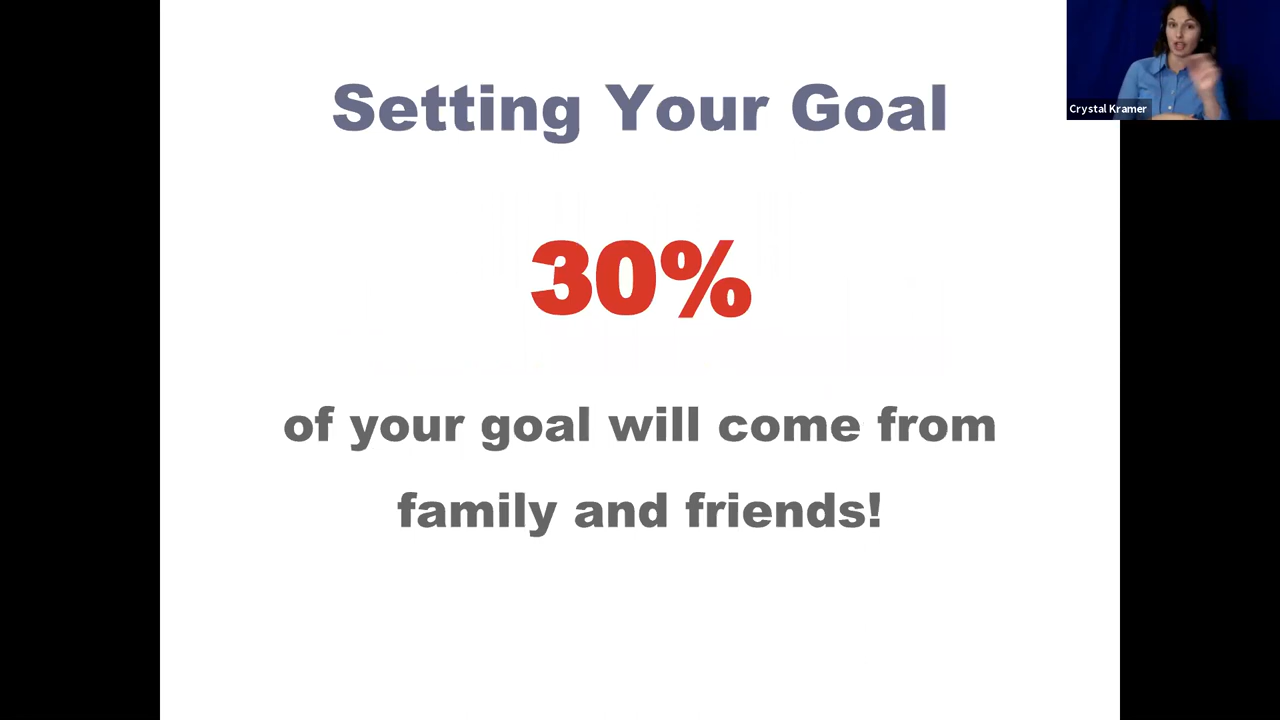 Setting Your Goal
Crystal Kramer
30%
of your goal will come from
family and friends!